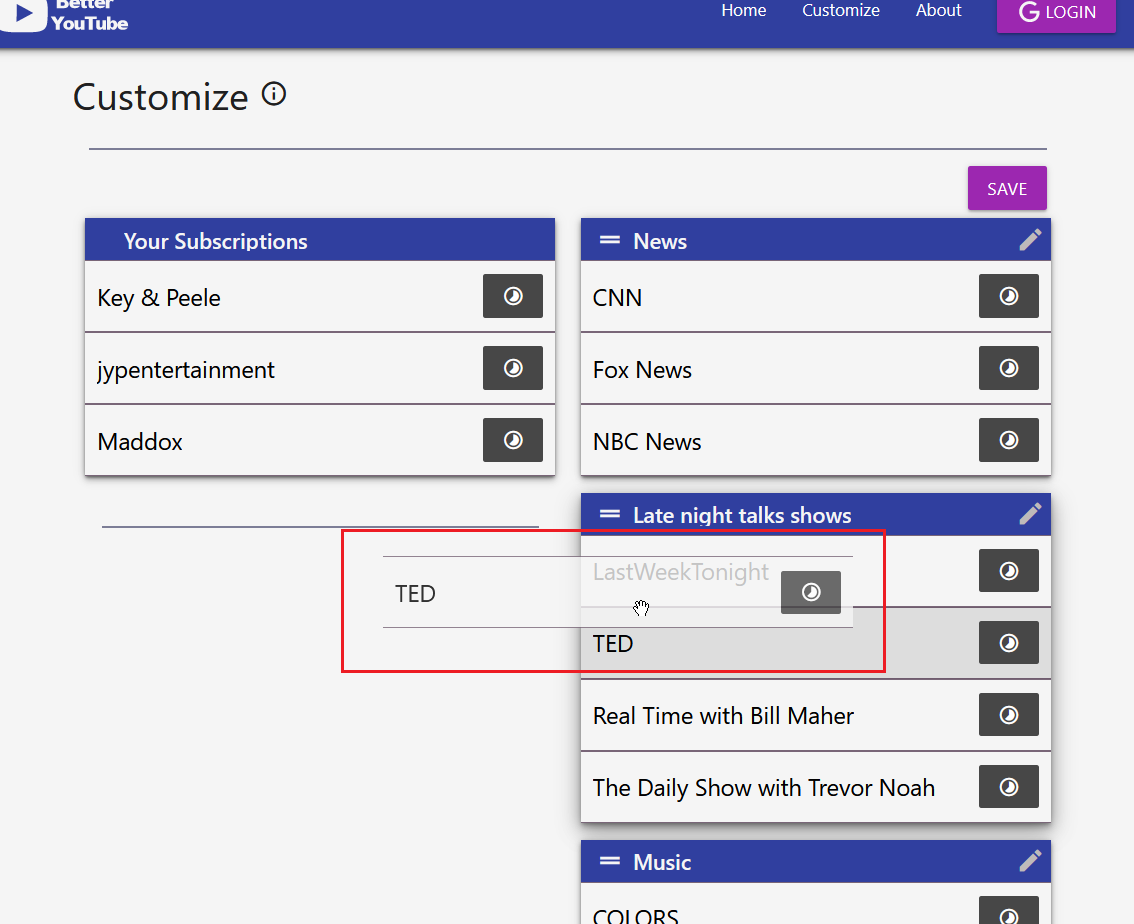 Better
YouTube
Home
Customize
About
LOGIN
Customize
SAVE
Your Subscriptions
Key & Peele
jypentertainment
Maddox
News
CNN
Fox News
NBC News
Late night talks shows
LastWeekTonight
TED
TED
Real Time with Bill Maher
The Daily Show with Trevor Noah
Music
COLORS